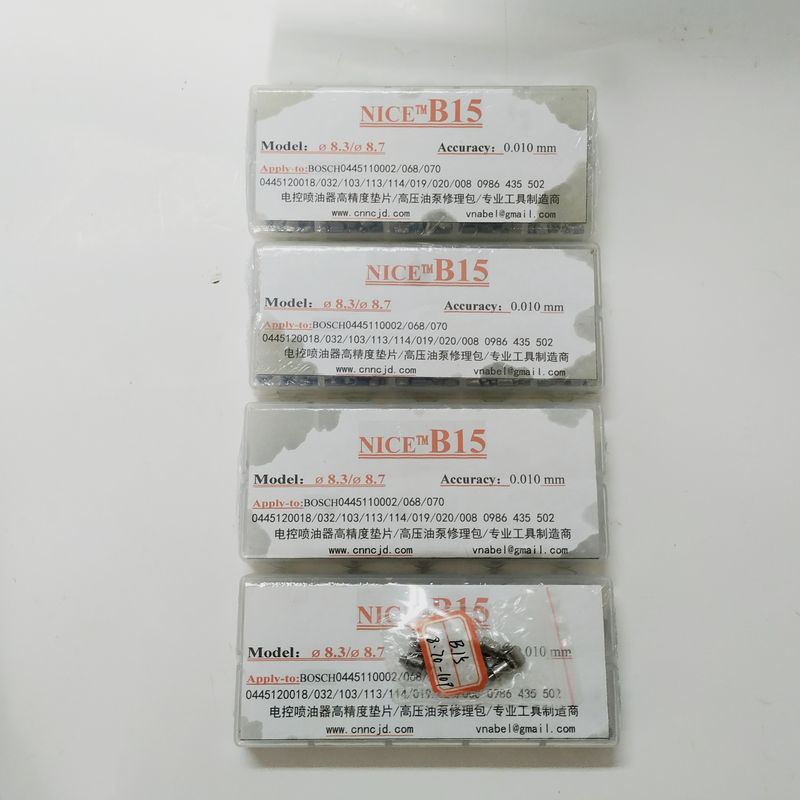 NICE™B15
Model: ⌀ 8.3/⌀ 8.7 Accuracy: 0.010 mm
Apply-to:BOSCH0445110002/068/070
0445120018/032/103/113/114/019/020/008 0986 435 502
电控喷油器高精度垫片/高压油泵修理包/专业工具制造商
www.cnncjd.com vnabel@gmail.com
NICE™B15
Model: ⌀ 8.3/⌀ 8.7 Accuracy: 0.010 mm
Apply-to:BOSCH0445110002/068/070
0445120018/032/103/113/114/019/020/008 0986 435 502
电控喷油器高精度垫片/高压油泵修理包/专业工具制造商
www.cnncjd.com vnabel@gmail.com
NICE™B15
Model: ⌀ 8.3/⌀ 8.7 Accuracy: 0.010 mm
Apply-to:BOSCH0445110002/068/070
0445120018/032/103/113/114/019/020/008 0986 435 502
电控喷油器高精度垫片/高压油泵修理包/专业工具制造商
www.cnncjd.com vnabel@gmail.com
NICE B15
Model: ⌀ 8.3/⌀ 8.7 0.010 mm
B15
Apply-to:BOSCH0445110002/068/
0445120018/032/103/113/114/019/ 0986 435 502
电控喷油器高精度垫片/高压油泵修理包/专业工具制造商
www.cnncjd.com vnabel@gmail.com